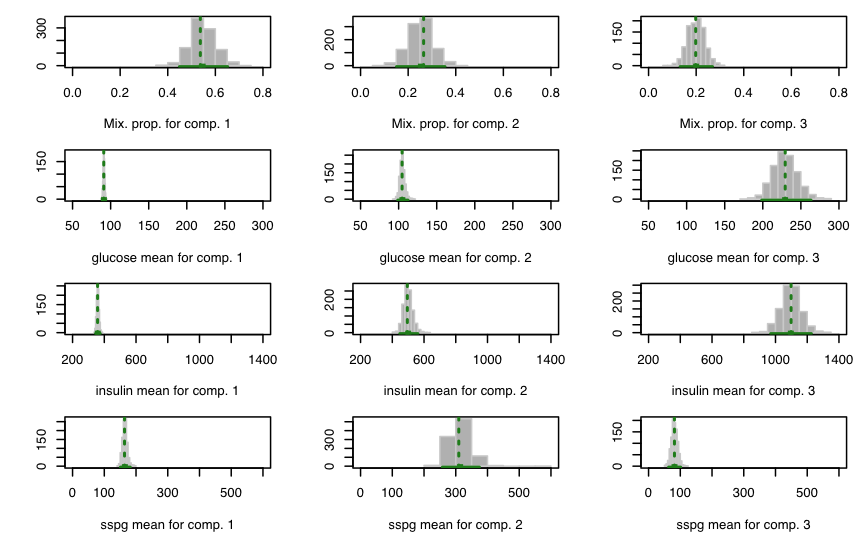 300
0
0.0 0.2 0.4 0.6 0.8
Mix. prop. for comp. 1
200
0
0.0 0.2 0.4 0.6 0.8
Mix. prop. for comp. 2
150
0
0.0 0.2 0.4 0.6 0.8
Mix. prop. for comp. 3
150
0
50 100 150 200 250 300
glucose mean for comp. 1
150
0
50 100 150 200 250 300
glucose mean for comp. 2
150
0
50 100 150 200 250 300
glucose mean for comp. 3
150
0
200 600 1000 1400
insulin mean for comp. 1
200
0
200 600 1000 1400
insulin mean for comp. 2
200
0
200 600 1000 1400
insulin mean for comp. 3
150
0
0 100 300 500
sspg mean for comp. 1
300
0
0 100 300 500
sspg mean for comp. 2
150
0
0 100 300 500
sspg mean for comp. 3